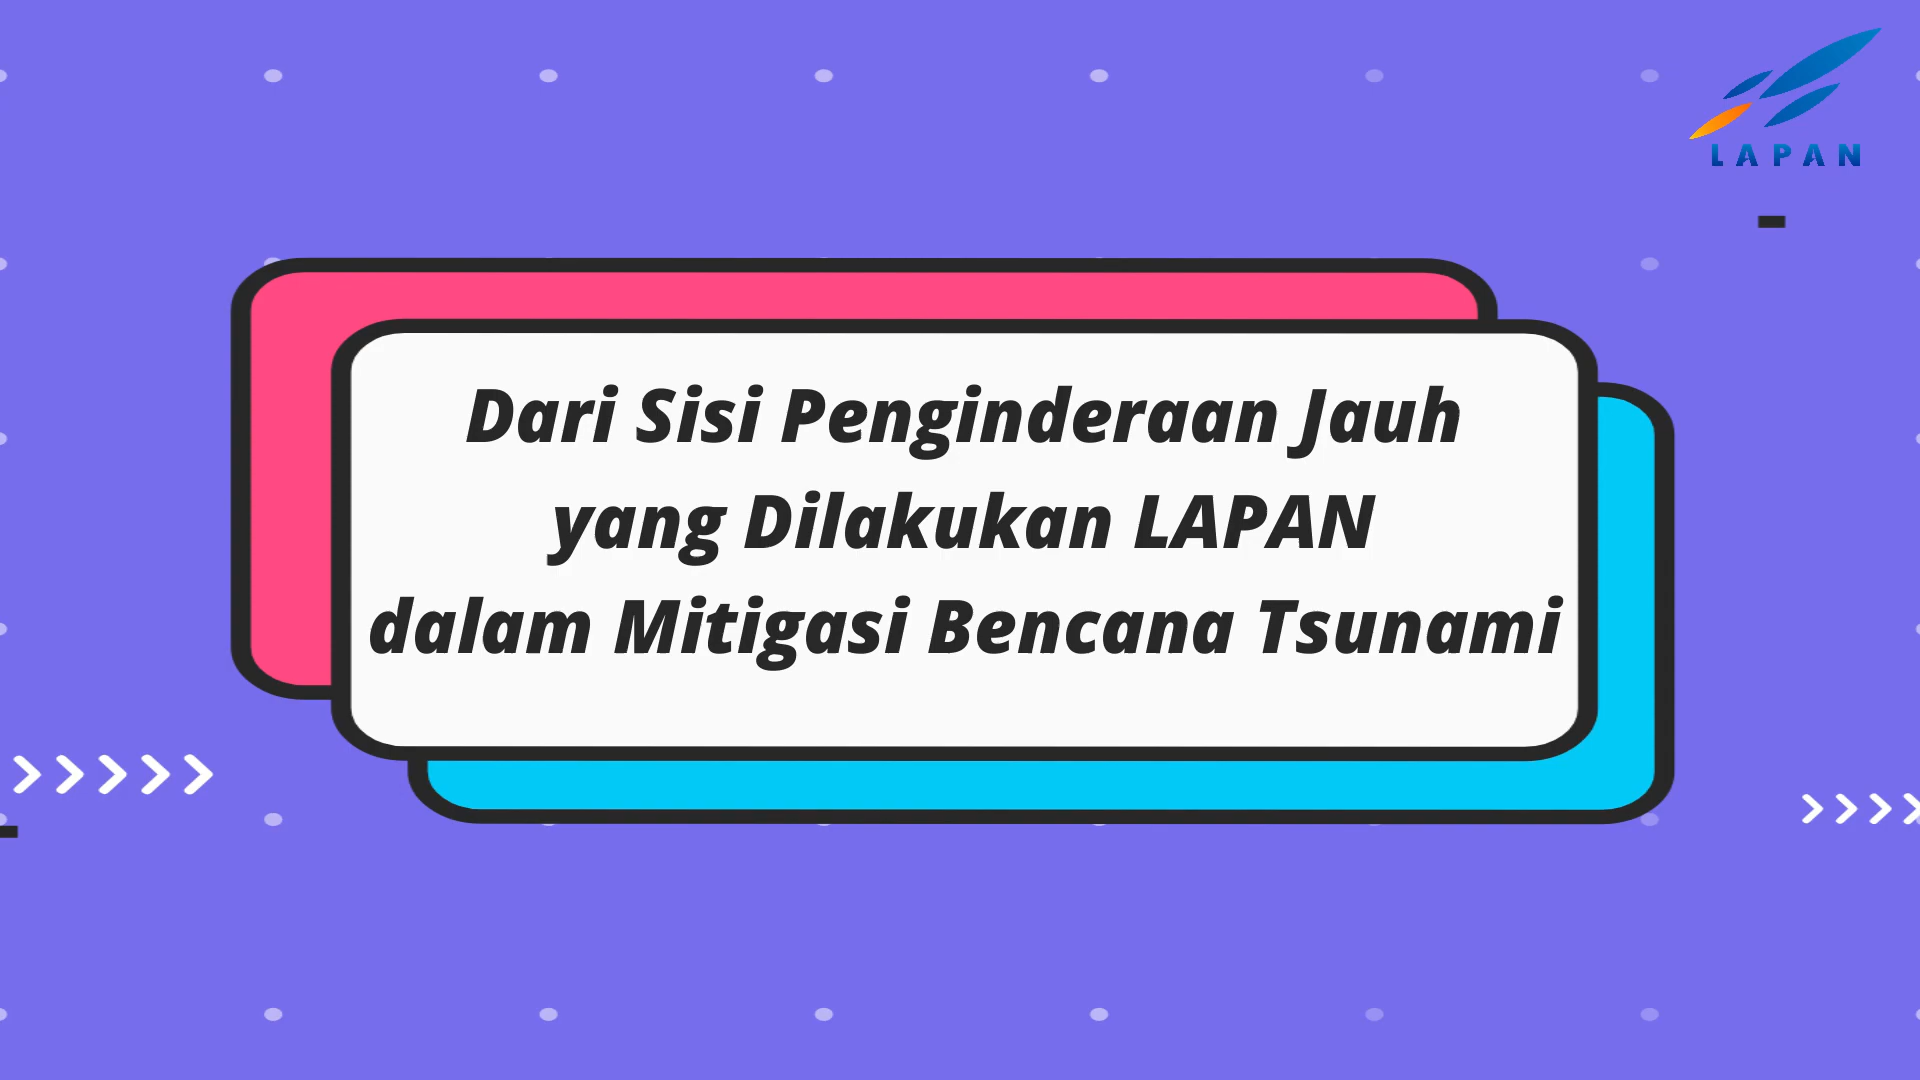 LAPAN
Dari Sisi Penginderaan Jauh
yang Dilakukan LAPAN
dalam Mitigasi Bencana Tsunami